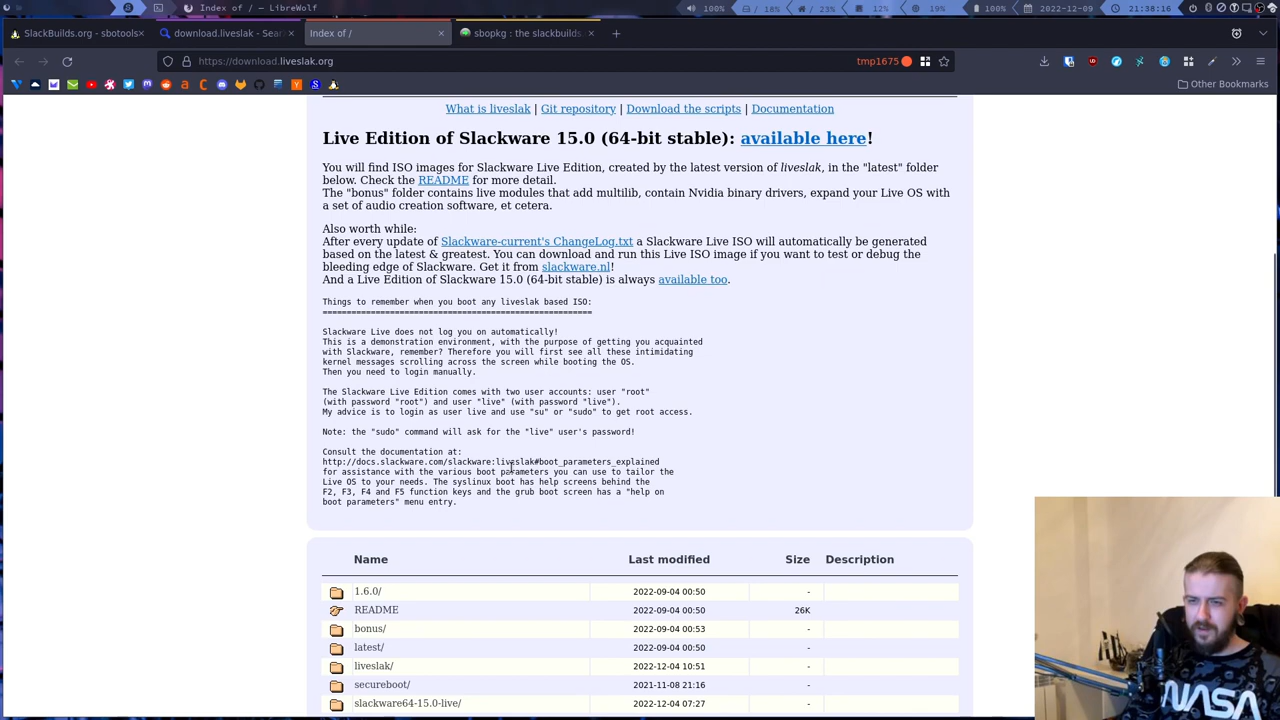 Index of / — LibreWolf
100%
/ 18%
/ 23%
12%
19%
100%
2022-12-09
21:38:16
SlackBuilds.org - sbotools
download.liveslak - Sear
Index of /
sbopkg : the slackbuilds.
https://download.liveslak.org
tmp1675
Other Bookmarks
What is liveslak | Git repository | Download the scripts | Documentation
Live Edition of Slackware 15.0 (64-bit stable): available here!
You will find ISO images for Slackware Live Edition, created by the latest version of liveslak, in the "latest" folder
below. Check the README for more detail.
The "bonus" folder contains live modules that add multilib, contain Nvidia binary drivers, expand your Live OS with
a set of audio creation software, et cetera.
Also worth while:
After every update of Slackware-current's ChangeLog.txt a Slackware Live ISO will automatically be generated
based on the latest & greatest. You can download and run this Live ISO image if you want to test or debug the
bleeding edge of Slackware. Get it from slackware.nl!
And a Live Edition of Slackware 15.0 (64-bit stable) is always available too.
Things to remember when you boot any liveslak based ISO:
========================================================
Slackware Live does not log you on automatically!
This is a demonstration environment, with the purpose of getting you acquainted
with Slackware, remember? Therefore you will first see all these intimidating
kernel messages scrolling across the screen while booting the OS.
Then you need to login manually.
The Slackware Live Edition comes with two user accounts: user "root"
(with password "root") and user "live" (with password "live").
My advice is to login as user live and use "su" or "sudo" to get root access.
Note: the "sudo" command will ask for the "live" user's password!
Consult the documentation at:
http://docs.slackware.com/slackware:liveslak#boot_parameters_explained
for assistance with the various boot parameters you can use to tailor the
Live OS to your needs. The syslinux boot has help screens behind the
F2, F3, F4 and F5 function keys and the grub boot screen has a "help on
boot parameters" menu entry.
Name Last modified Size Description
1.6.0/ 2022-09-04 00:50 -
README 2022-09-04 00:50 26K
bonus/ 2022-09-04 00:53 -
latest/ 2022-09-04 00:50 -
liveslak/ 2022-12-04 10:51 -
secureboot/ 2021-11-08 21:16 -
slackware64-15.0-live/ 2022-12-04 07:27 -
NASA